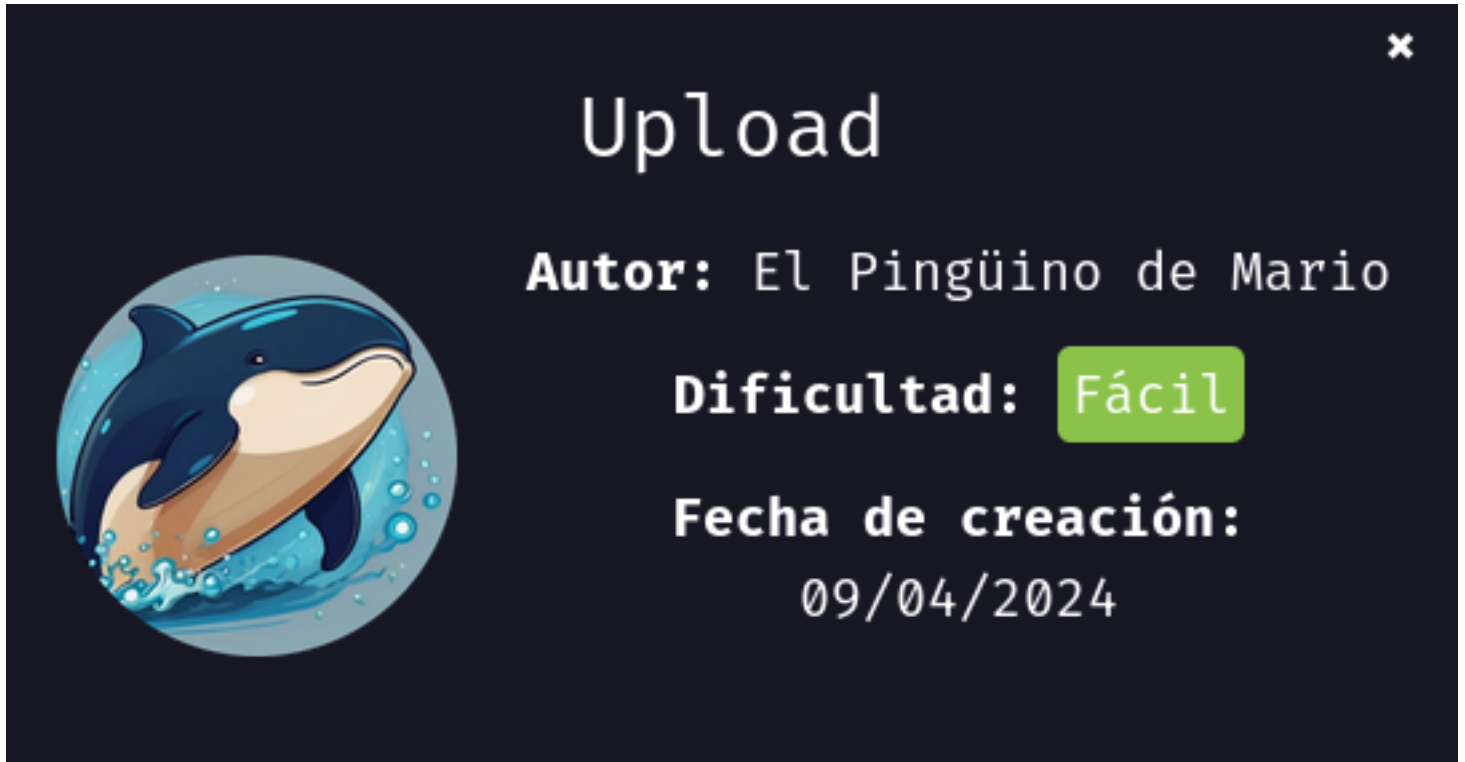 Upload
Autor: El Pingüino de Mario
Dificultad: Fácil
Fecha de creación:
09/04/2024